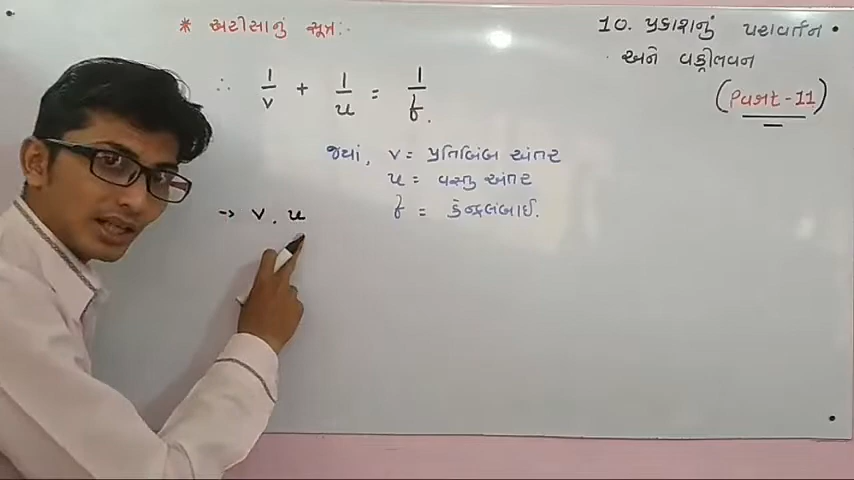 * અરીસાનું સૂત્ર:-
10. પ્રકાશનું પરાવર્તન
અને વક્રીભવન
(Part-11)
∴ 1/v + 1/u = 1/f.
જ્યાં, v = પ્રતિબિંબ અંતર
u = વસ્તુ અંતર
f = કેન્દ્રલંબાઈ.
→ v, u